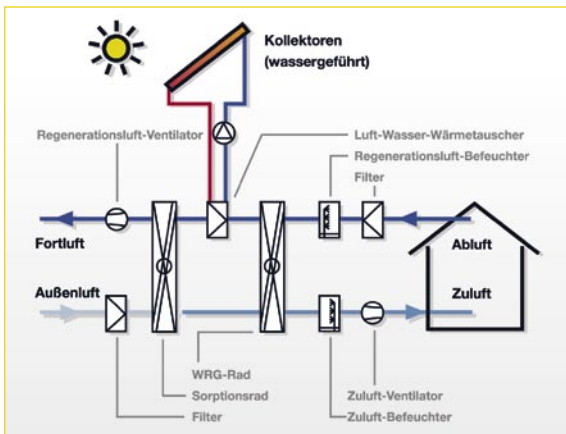 Kollektoren
(wassergeführt)
Regenerationsluft-Ventilator
Luft-Wasser-Wärmetauscher
Regenerationsluft-Befeuchter
Filter
Fortluft
Abluft
Außenluft
Zuluft
WRG-Rad
Sorptionsrad
Filter
Zuluft-Ventilator
Zuluft-Befeuchter